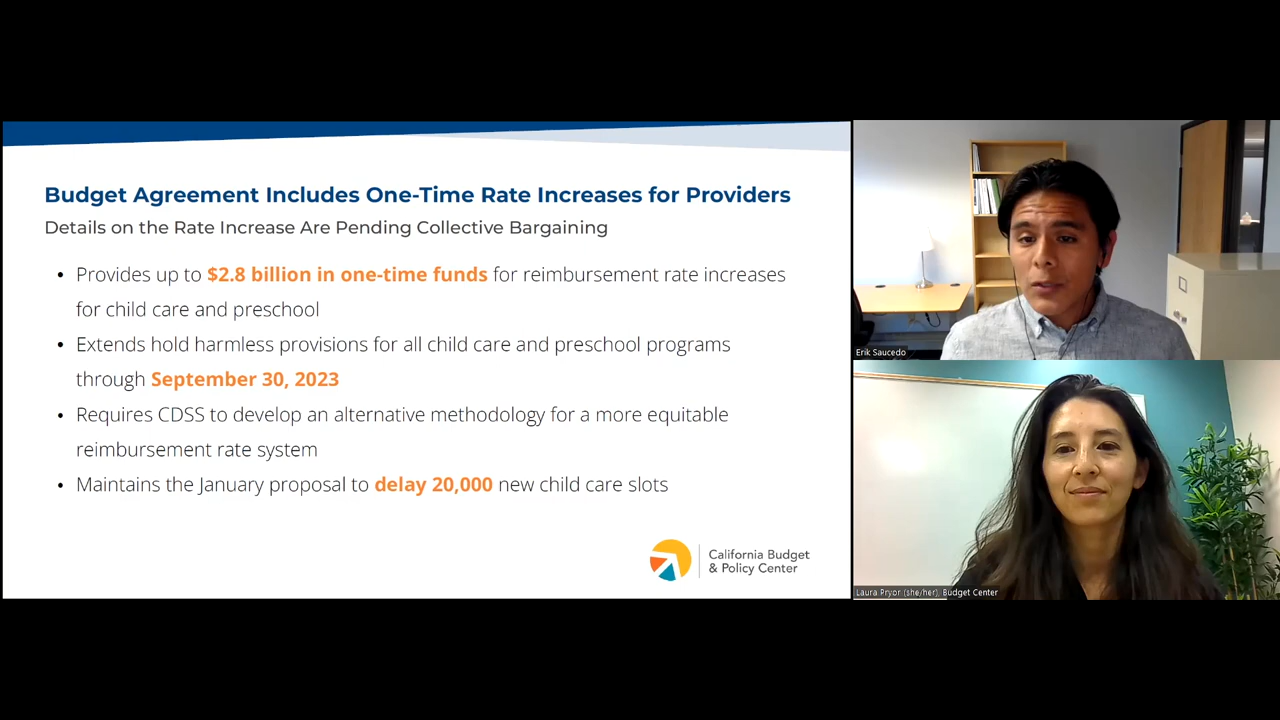 Budget Agreement Includes One-Time Rate Increases for Providers
Details on the Rate Increase Are Pending Collective Bargaining
• Provides up to $2.8 billion in one-time funds for reimbursement rate increases
for child care and preschool
• Extends hold harmless provisions for all child care and preschool programs
through September 30, 2023
• Requires CDSS to develop an alternative methodology for a more equitable
reimbursement rate system
• Maintains the January proposal to delay 20,000 new child care slots
California Budget
& Policy Center
Erik Saucedo
Laura Pryor (she/her), Budget Center